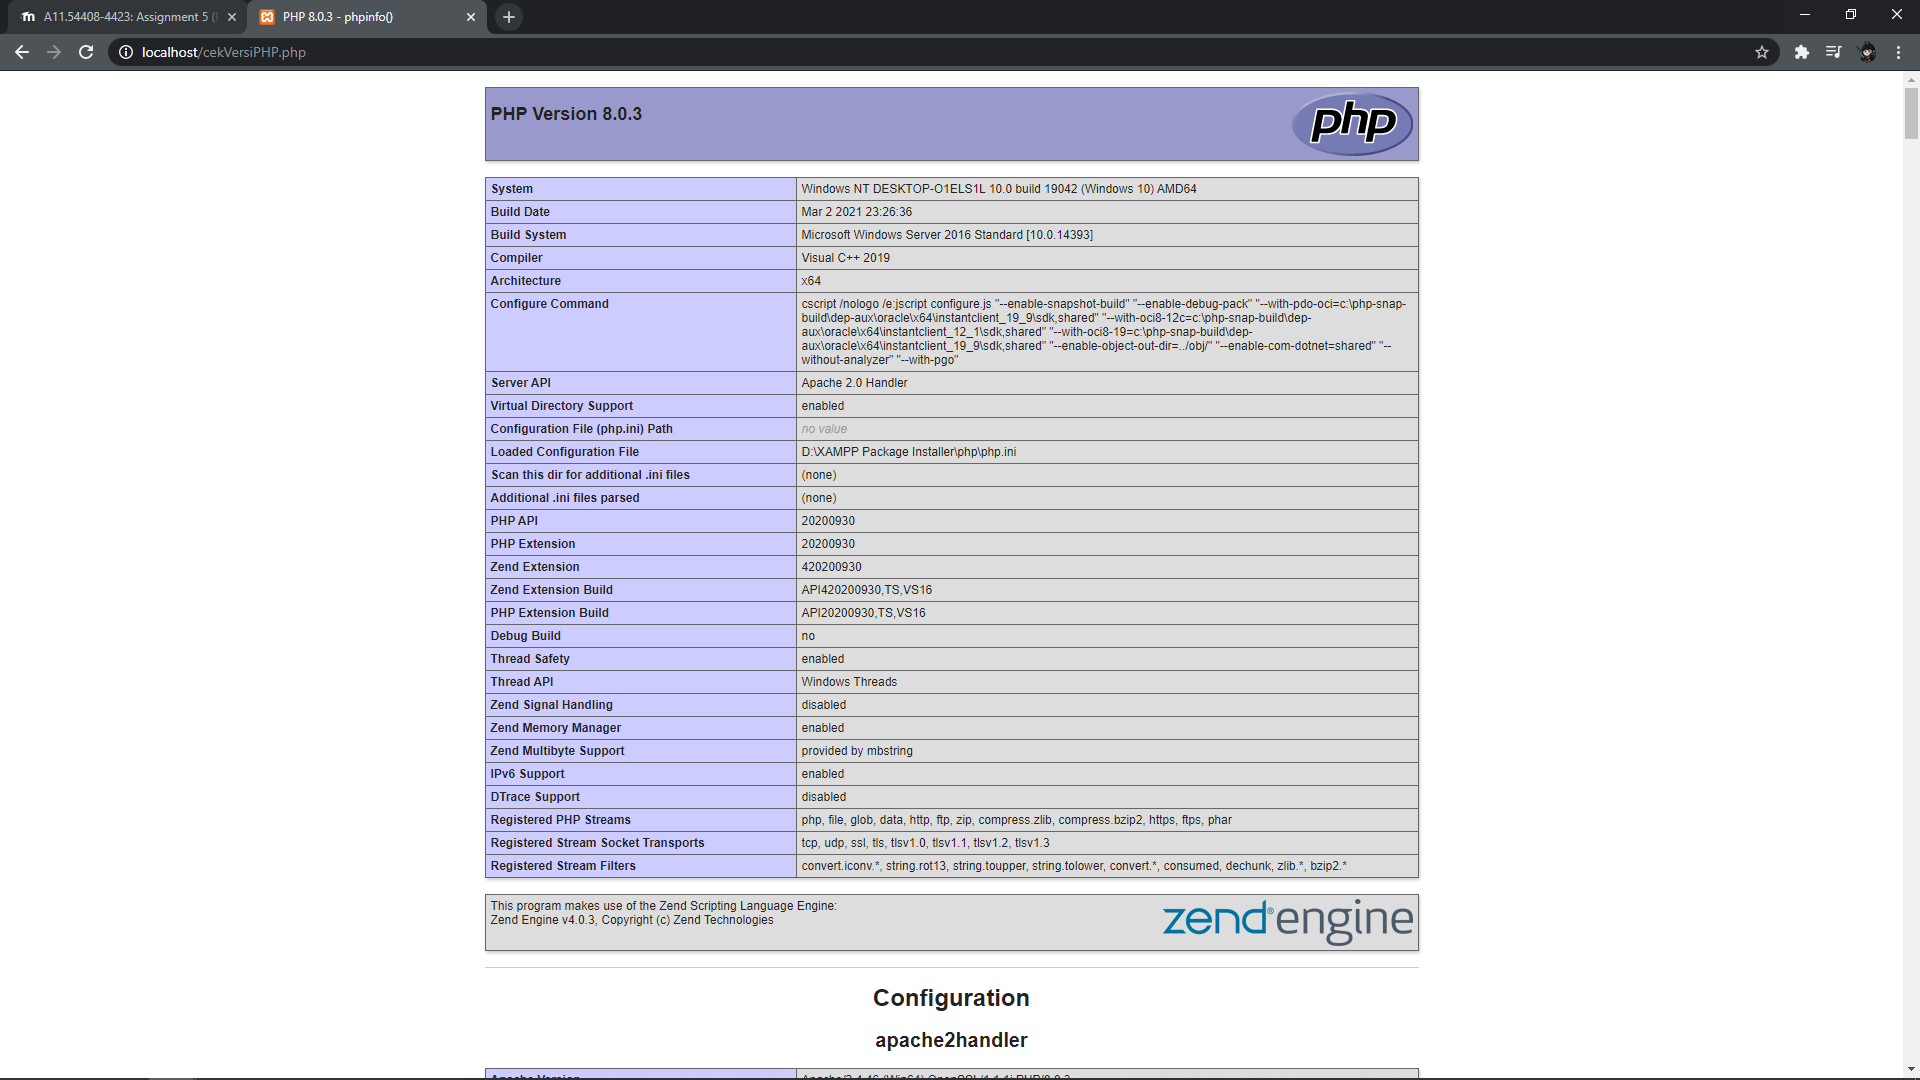 A11.54408-4423: Assignment 5 (
PHP 8.0.3 - phpinfo()
localhost/cekVersiPHP.php
PHP Version 8.0.3
php
System Windows NT DESKTOP-O1ELS1L 10.0 build 19042 (Windows 10) AMD64
Build Date Mar 2 2021 23:26:36
Build System Microsoft Windows Server 2016 Standard [10.0.14393]
Compiler Visual C++ 2019
Architecture x64
Configure Command cscript /nologo /e:jscript configure.js "--enable-snapshot-build" "--enable-debug-pack" "--with-pdo-oci=c:\php-snap-
build\dep-aux\oracle\x64\instantclient_19_9\sdk,shared" "--with-oci8-12c=c:\php-snap-build\dep-
aux\oracle\x64\instantclient_12_1\sdk,shared" "--with-oci8-19=c:\php-snap-build\dep-
aux\oracle\x64\instantclient_19_9\sdk,shared" "--enable-object-out-dir=../obj/" "--enable-com-dotnet=shared" "--
without-analyzer" "--with-pgo"
Server API Apache 2.0 Handler
Virtual Directory Support enabled
Configuration File (php.ini) Path no value
Loaded Configuration File D:\XAMPP Package Installer\php\php.ini
Scan this dir for additional .ini files (none)
Additional .ini files parsed (none)
PHP API 20200930
PHP Extension 20200930
Zend Extension 420200930
Zend Extension Build API420200930,TS,VS16
PHP Extension Build API20200930,TS,VS16
Debug Build no
Thread Safety enabled
Thread API Windows Threads
Zend Signal Handling disabled
Zend Memory Manager enabled
Zend Multibyte Support provided by mbstring
IPv6 Support enabled
DTrace Support disabled
Registered PHP Streams php, file, glob, data, http, ftp, zip, compress.zlib, compress.bzip2, https, ftps, phar
Registered Stream Socket Transports tcp, udp, ssl, tls, tlsv1.0, tlsv1.1, tlsv1.2, tlsv1.3
Registered Stream Filters convert.iconv.*, string.rot13, string.toupper, string.tolower, convert.*, consumed, dechunk, zlib.*, bzip2.*
This program makes use of the Zend Scripting Language Engine:
Zend Engine v4.0.3, Copyright (c) Zend Technologies
zend® engine
Configuration
apache2handler
Apache Version